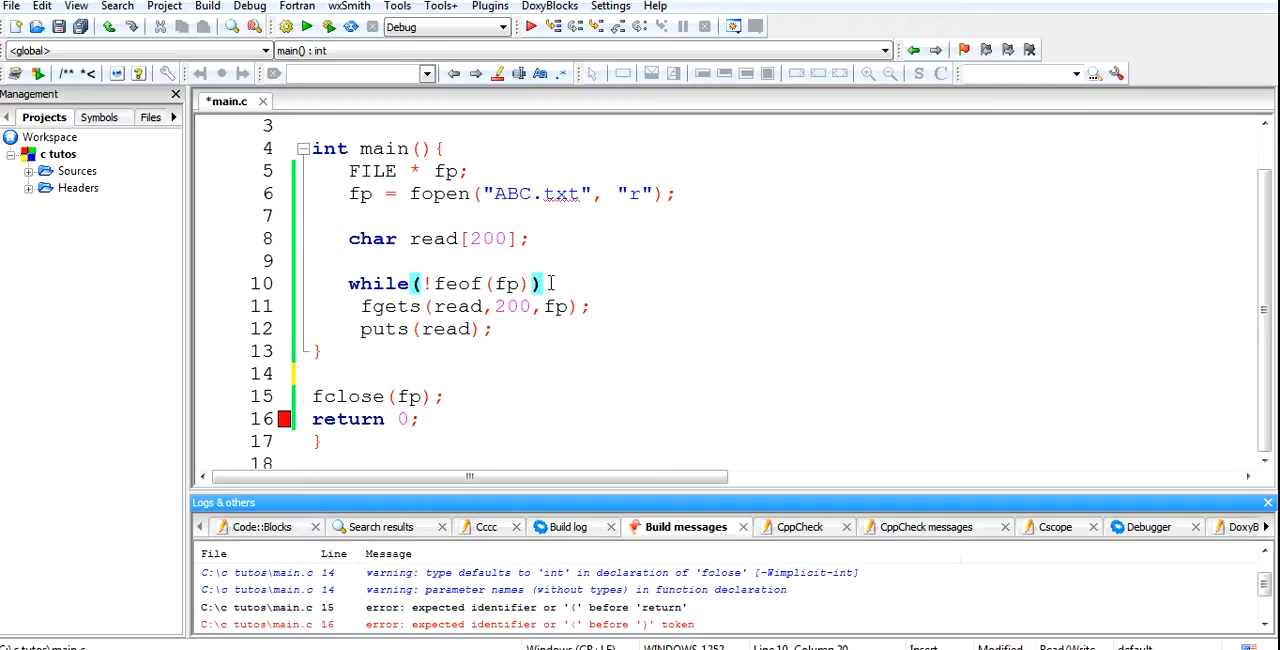 File Edit View Search Project Build Debug Fortran wxSmith Tools Tools+ Plugins DoxyBlocks Settings Help
Debug
<global> main() : int
/** *< .* S C
Management
*main.c
Projects Symbols Files
Workspace
c tutos
Sources
Headers
3
4 int main(){
5 FILE * fp;
6 fp = fopen("ABC.txt", "r");
7
8 char read[200];
9
10 while(!feof(fp))
11 fgets(read,200,fp);
12 puts(read);
13 }
14
15 fclose(fp);
16 return 0;
17 }
18
Logs & others
Code::Blocks Search results Cccc Build log Build messages CppCheck CppCheck messages Cscope Debugger DoxyB
File Line Message
C:\c tutos\main.c 14 warning: type defaults to 'int' in declaration of 'fclose' [-Wimplicit-int]
C:\c tutos\main.c 14 warning: parameter names (without types) in function declaration
C:\c tutos\main.c 15 error: expected identifier or '(' before 'return'
C:\c tutos\main.c 16 error: expected identifier or '(' before '}' token
C:\c tutos\main.c Windows (CR+LF) WINDOWS-1252 Line 10, Column 20 Insert Modified Read/Write default